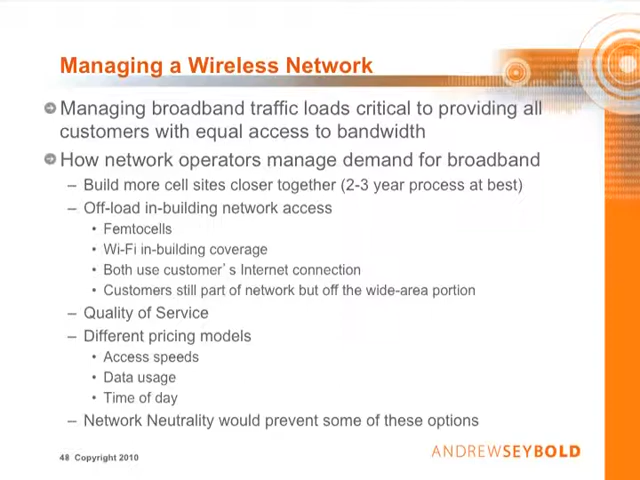 Managing a Wireless Network
Managing broadband traffic loads critical to providing all
customers with equal access to bandwidth
How network operators manage demand for broadband
– Build more cell sites closer together (2-3 year process at best)
– Off-load in-building network access
• Femtocells
• Wi-Fi in-building coverage
• Both use customer's Internet connection
• Customers still part of network but off the wide-area portion
– Quality of Service
– Different pricing models
• Access speeds
• Data usage
• Time of day
– Network Neutrality would prevent some of these options
48 Copyright 2010
ANDREWSEYBOLD